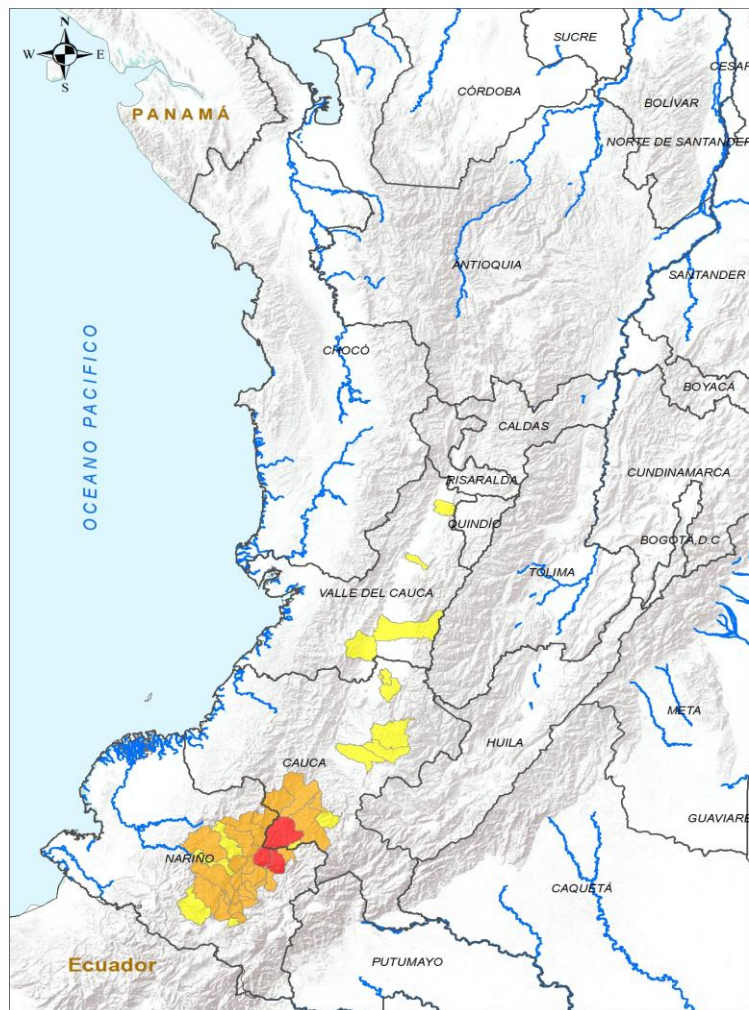 N
W E
S
SUCRE
CESAR
CÓRDOBA
BOLÍVAR
PANAMÁ
NORTE DE SANTANDER
ANTIOQUIA
SANTANDER
OCEANO PACIFICO
CHOCÓ
BOYACÁ
CALDAS
CUNDINAMARCA
RISARALDA
QUINDÍO
BOGOTÁ,D.C
TOLIMA
VALLE DEL CAUCA
META
HUILA
CAUCA
GUAVIARE
NARIÑO
CAQUETÁ
Ecuador
PUTUMAYO